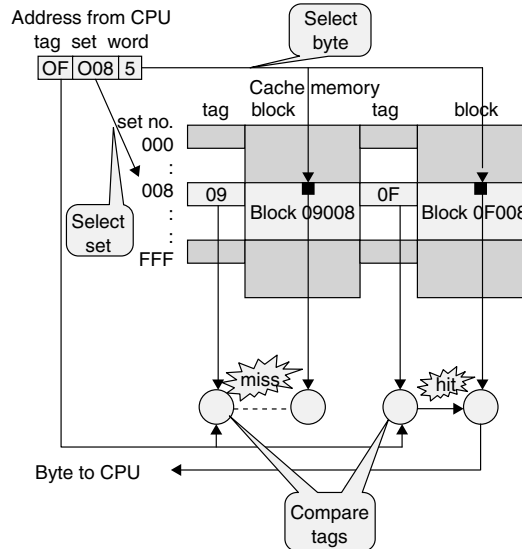 Address from CPU
tag set word
OF O08 5
Select
byte
Cache memory
tag block tag block
set no.
000
:
008
09 Block 09008 0F Block 0F008
:
:
FFF
Select
set
miss
hit
Byte to CPU
Compare
tags